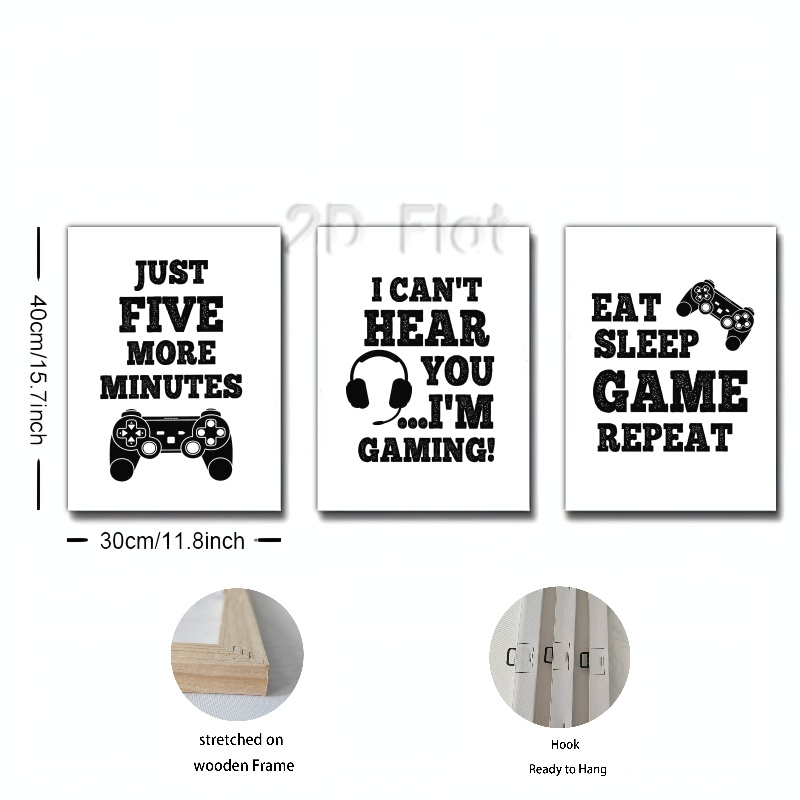 2D Flat
JUST
FIVE
MORE
MINUTES
I CAN'T
HEAR
YOU
...I'M
GAMING!
EAT
SLEEP
GAME
REPEAT
40cm/15.7inch
30cm/11.8inch
stretched on
wooden Frame
Hook
Ready to Hang